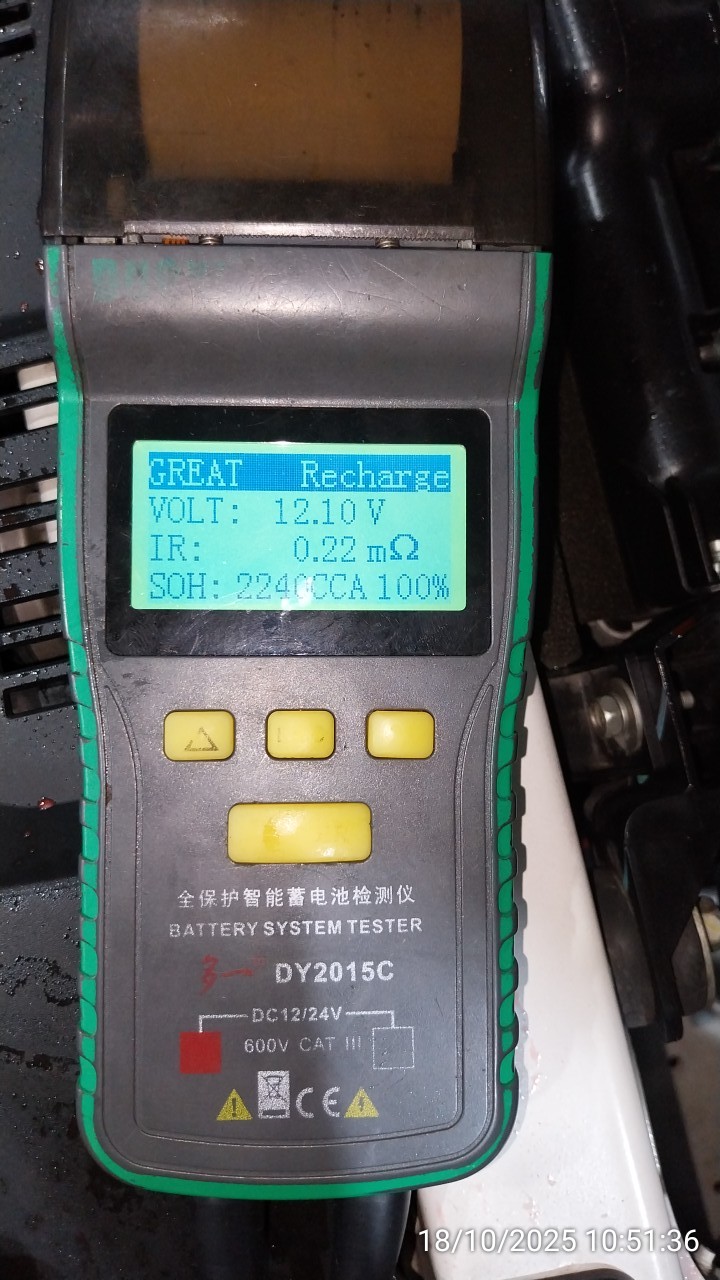 GREAT Recharge
VOLT: 12.10 V
IR: 0.22 mΩ
SOH: 2240CCA 100%
全保护智能蓄电池检测仪
BATTERY SYSTEM TESTER
DY2015C
DC12/24V
600V CAT III
CE
18/10/2025 10:51:36